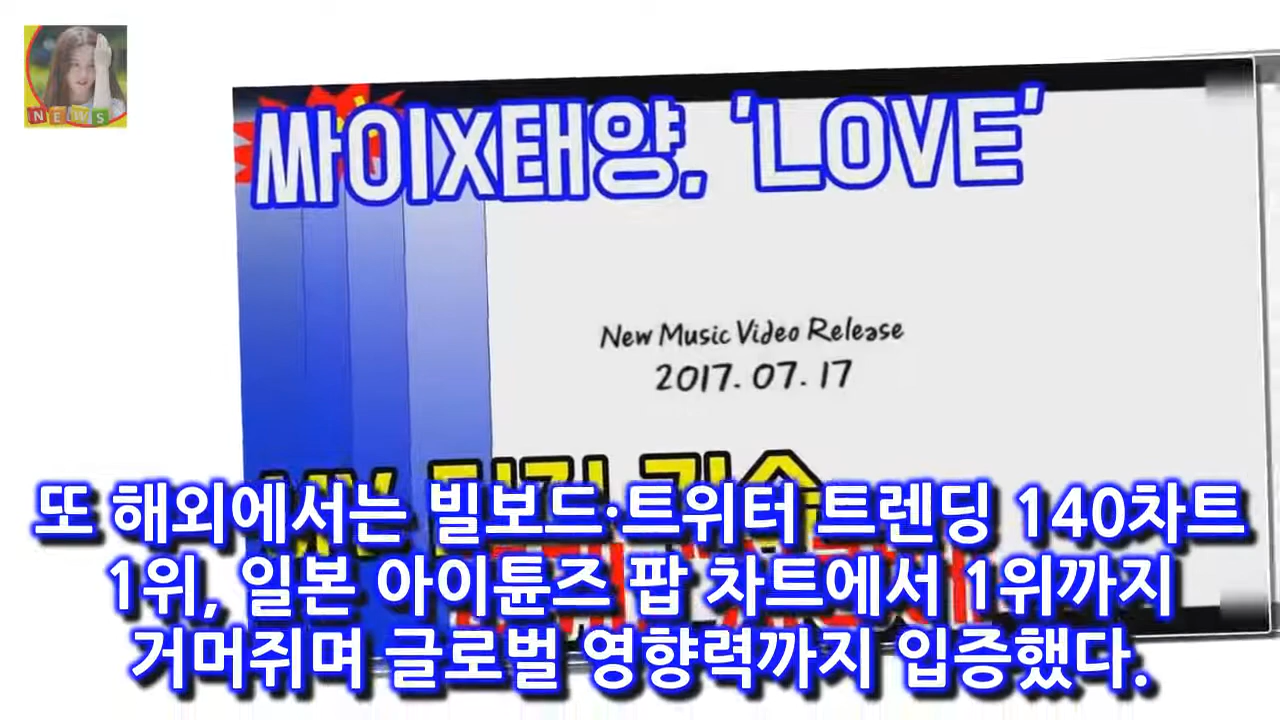 NEWS
싸이X태양, 'LOVE'
New Music Video Release
2017. 07. 17
또 해외에서는 빌보드·트위터 트렌딩 140차트
1위, 일본 아이튠즈 팝 차트에서 1위까지
거머쥐며 글로벌 영향력까지 입증했다.